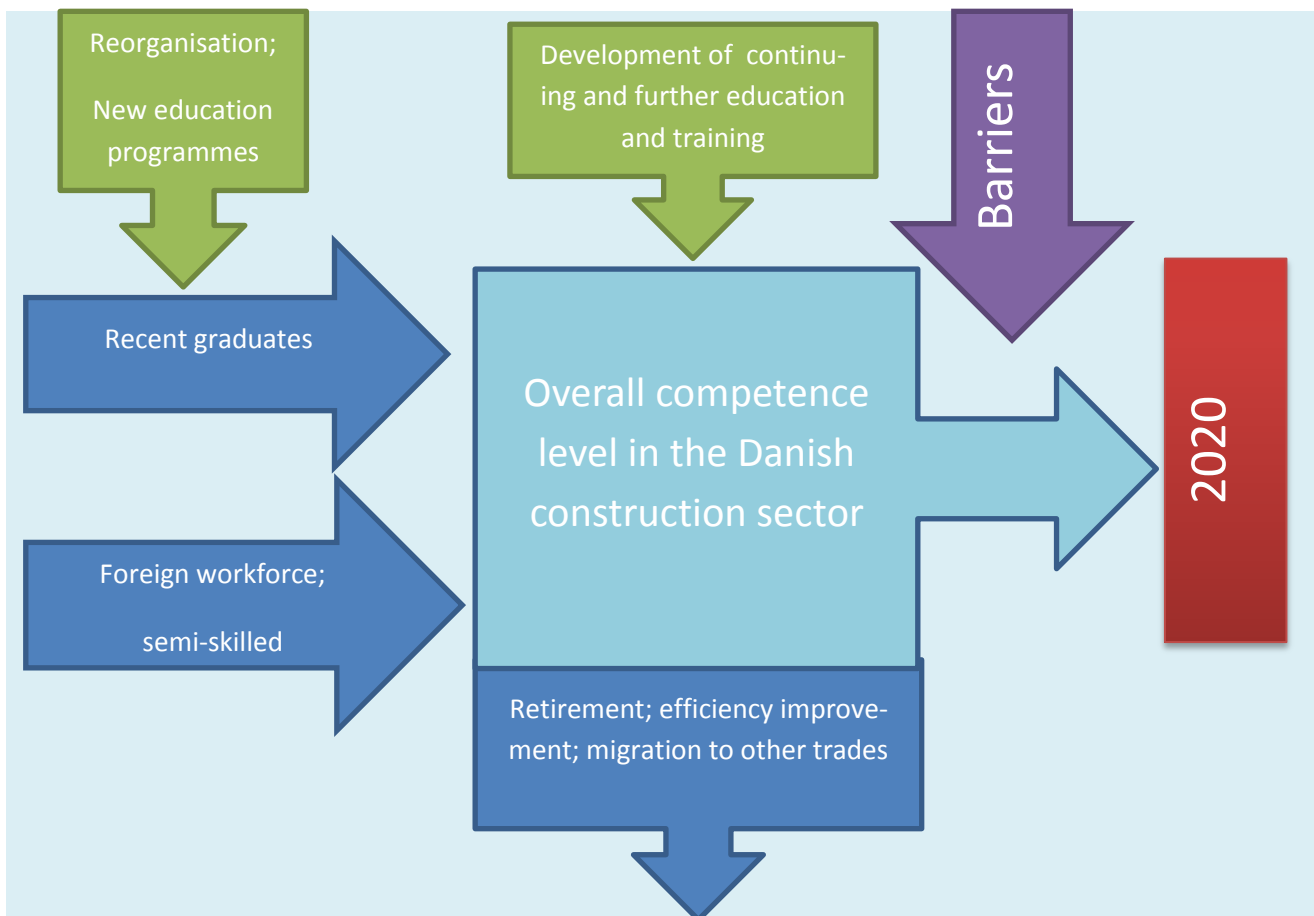 Reorganisation;
New education
programmes
Development of  continu-
ing and further education
and training
Barriers
Recent graduates
Overall competence
level in the Danish
construction sector
2020
Foreign workforce;
semi-skilled
Retirement; efficiency improve-
ment; migration to other trades